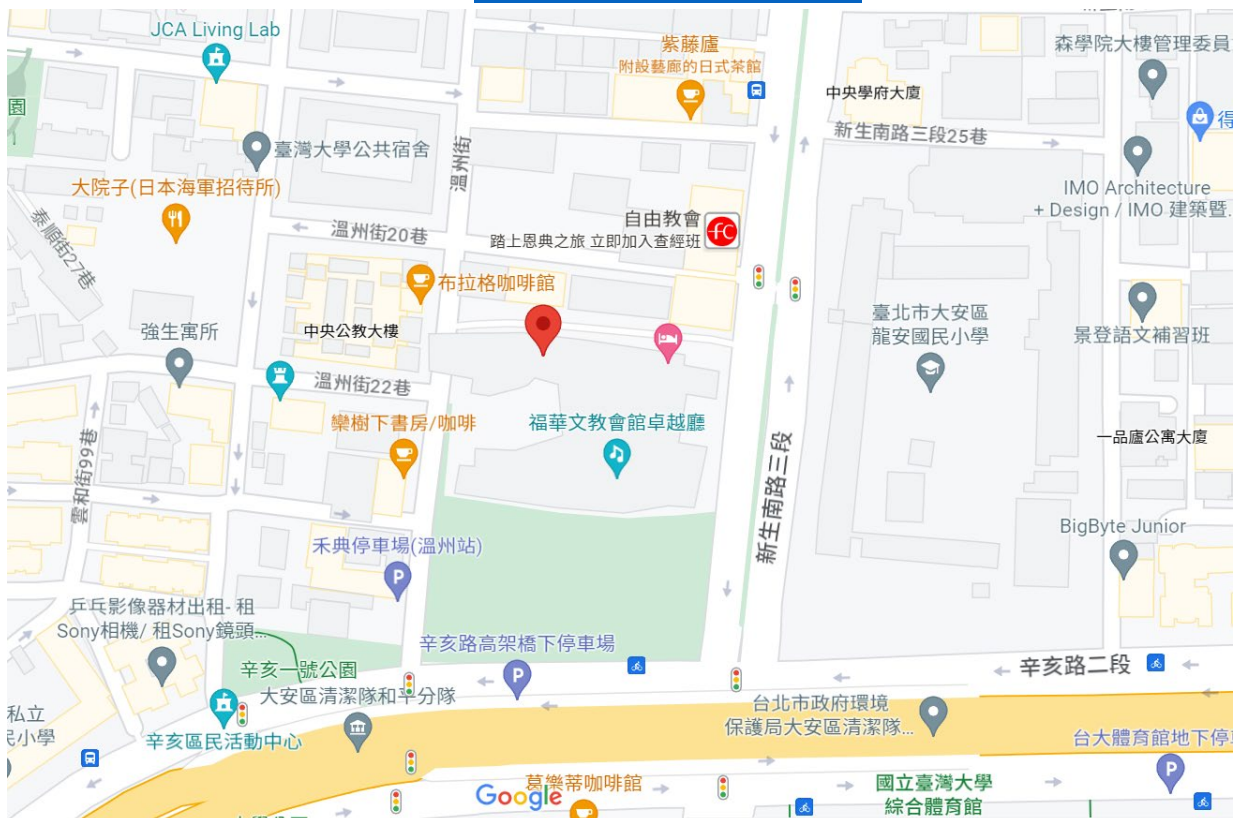 JCA Living Lab
紫藤廬
附設藝廊的日式茶館
森學院大樓管理委員
中央學府大廈
園
得
臺灣大學公共宿舍
溫州街
新生南路三段25巷
大院子(日本海軍招待所)
IMO Architecture
+ Design / IMO 建築暨...
泰順街27巷
溫州街20巷
自由教會
踏上恩典之旅 立即加入查經班
fc
布拉格咖啡館
強生寓所
中央公教大樓
臺北市大安區
龍安國民小學
景登語文補習班
溫州街22巷
欒樹下書房/咖啡
福華文教會館卓越廳
一品廬公寓大廈
雲和街99巷
新生南路三段
禾典停車場(溫州站)
P
BigByte Junior
乒乓影像器材出租- 租
Sony相機/ 租Sony鏡頭...
辛亥路高架橋下停車場
P
辛亥一號公園
辛亥路二段
大安區清潔隊和平分隊
台北市政府環境
保護局大安區清潔隊...
私立
民小學
辛亥區民活動中心
台大體育館地下停
P
葛樂蒂咖啡館
Google
國立臺灣大學
綜合體育館